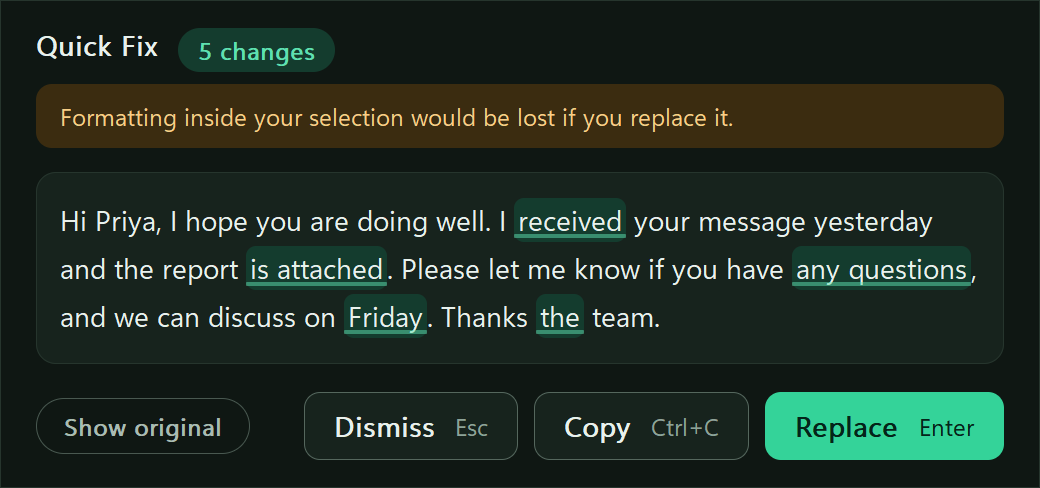 Quick Fix 5 changes
Formatting inside your selection would be lost if you replace it.
Hi Priya, I hope you are doing well. I received your message yesterday
and the report is attached. Please let me know if you have any questions,
and we can discuss on Friday. Thanks the team.
Show original Dismiss Esc Copy Ctrl+C Replace Enter